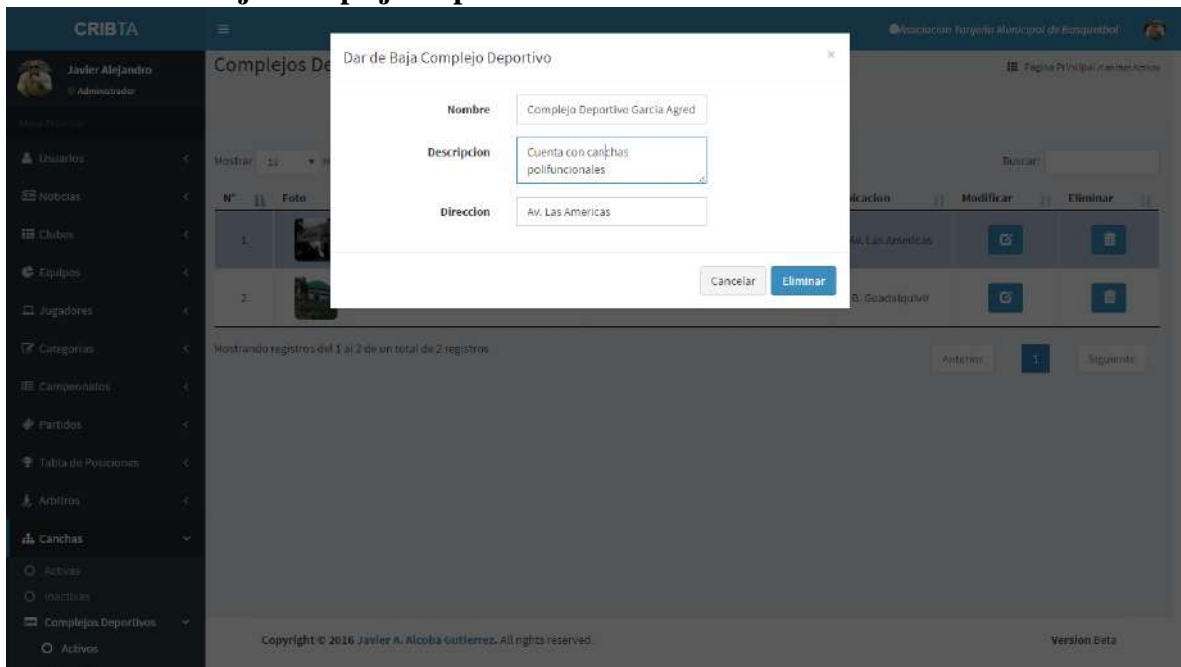 CRIBTA
Asociacion Tarijeña Municipal de Basquetbol
Javier Alejandro
Administrador
Complejos De
Pagina Principal
Dar de Baja Complejo Deportivo
×
Nombre
Complejo Deportivo Garcia Agred
Descripcion
Cuenta con canchas
polifuncionales
Direccion
Av. Las Americas
Cancelar
Eliminar
Usuarios
Noticias
Clubes
Equipos
Jugadores
Categorias
Campeonatos
Partidos
Tabla de Posiciones
Arbitros
Canchas
Activas
Inactivas
Complejos Deportivos
Activos
Mostrar 10
Buscar:
N° Foto
bicacion Modificar Eliminar
1 Av. Las Americas
2 B. Guadalquivir
Mostrando registros del 1 al 2 de un total de 2 registros
Anterior 1 Siguiente
Copyright © 2016 Javier A. Alcoba Gutierrez. All rights reserved.
Version Beta